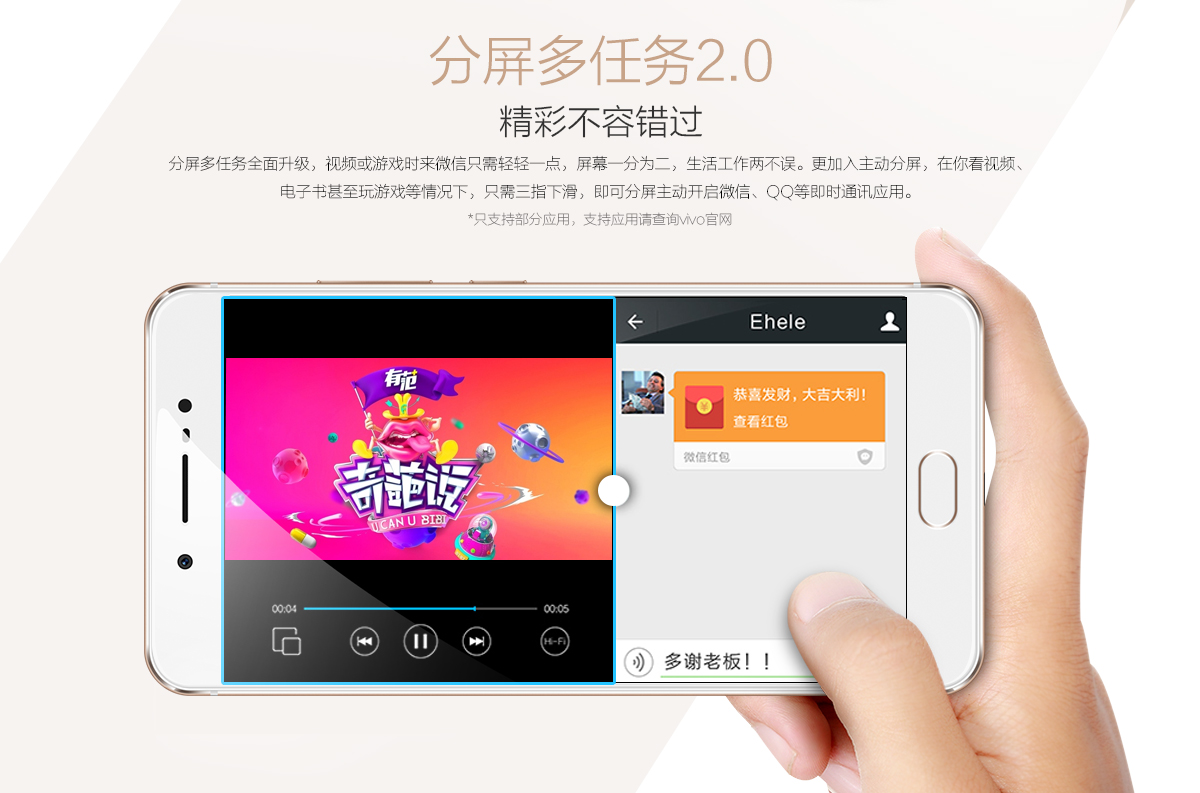 分屏多任务2.0
精彩不容错过
分屏多任务全面升级，视频或游戏时来微信只需轻轻一点，屏幕一分为二，生活工作两不误。更加入主动分屏，在你看视频、
电子书甚至玩游戏等情况下，只需三指下滑，即可分屏主动开启微信、QQ等即时通讯应用。
*只支持部分应用，支持应用请查询vivo官网
Ehele
有范
恭喜发财，大吉大利！
查看红包
微信红包
奇葩说
U CAN U BIBI
00:04
00:05
Hi-Fi
多谢老板！！